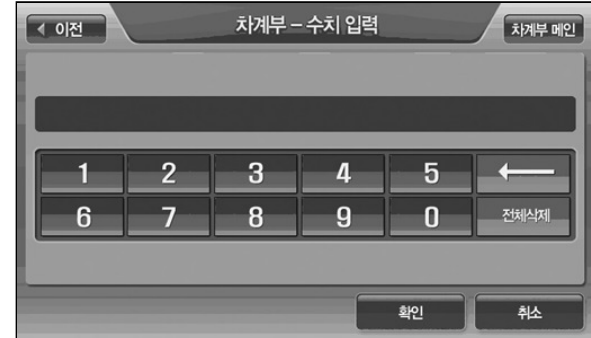 이전
차계부 – 수치 입력
차계부 메인
1 2 3 4 5
6 7 8 9 0 전체삭제
확인 취소